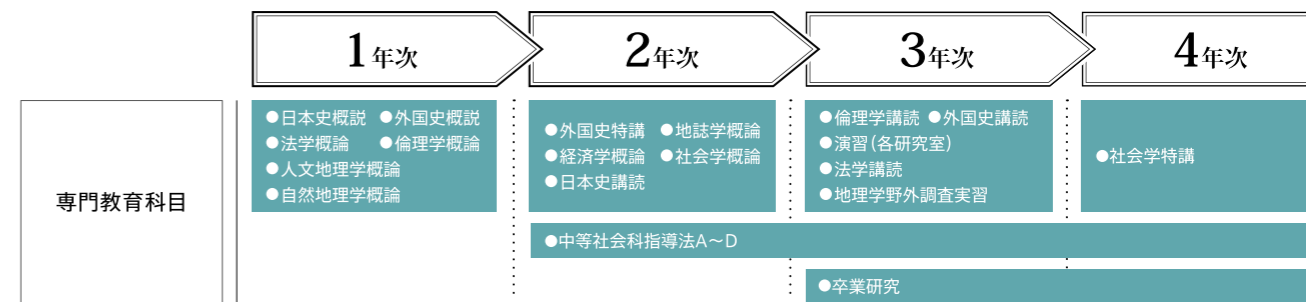 1年次
2年次
3年次
4年次
専門教育科目
●日本史概説 ●外国史概説
●法学概論 ●倫理学概論
●人文地理学概論
●自然地理学概論
●外国史特講 ●地誌学概論
●経済学概論 ●社会学概論
●日本史講読
●倫理学講読 ●外国史講読
●演習(各研究室)
●法学講読
●地理学野外調査実習
●社会学特講
●中等社会科指導法A〜D
●卒業研究